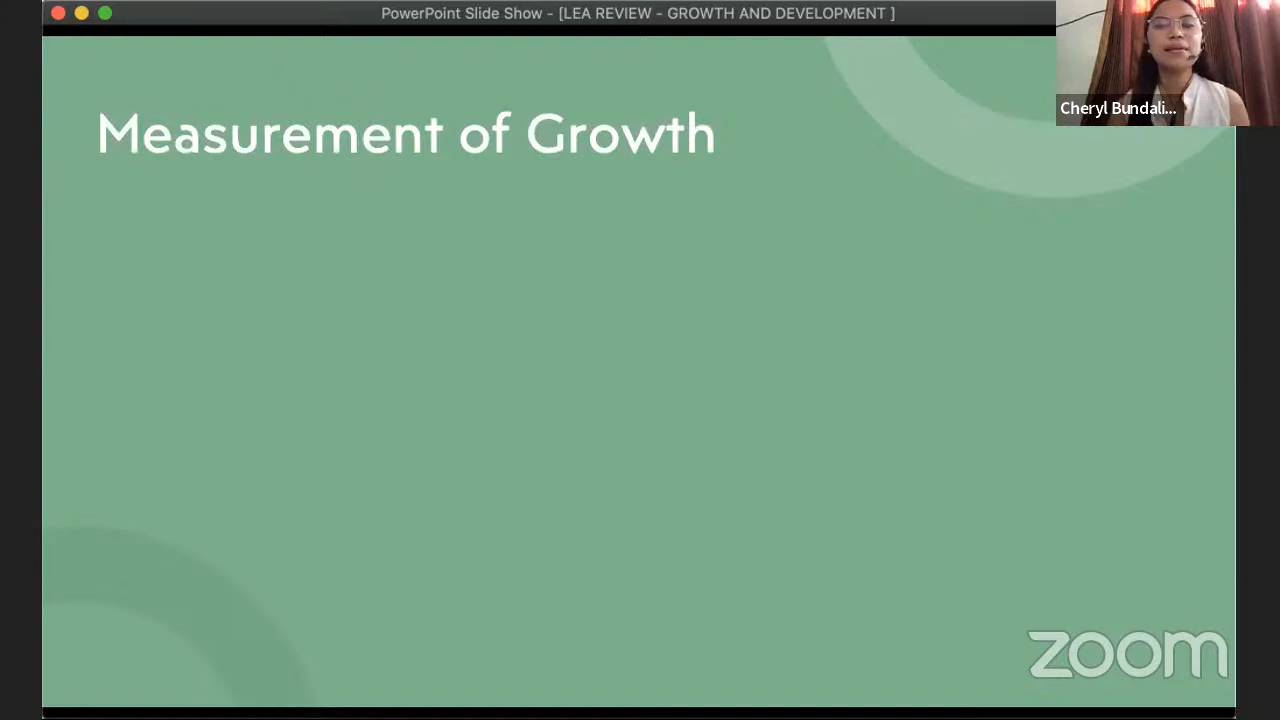 PowerPoint Slide Show - [LEA REVIEW - GROWTH AND DEVELOPMENT ]
Cheryl Bundali...
Measurement of Growth
zoom